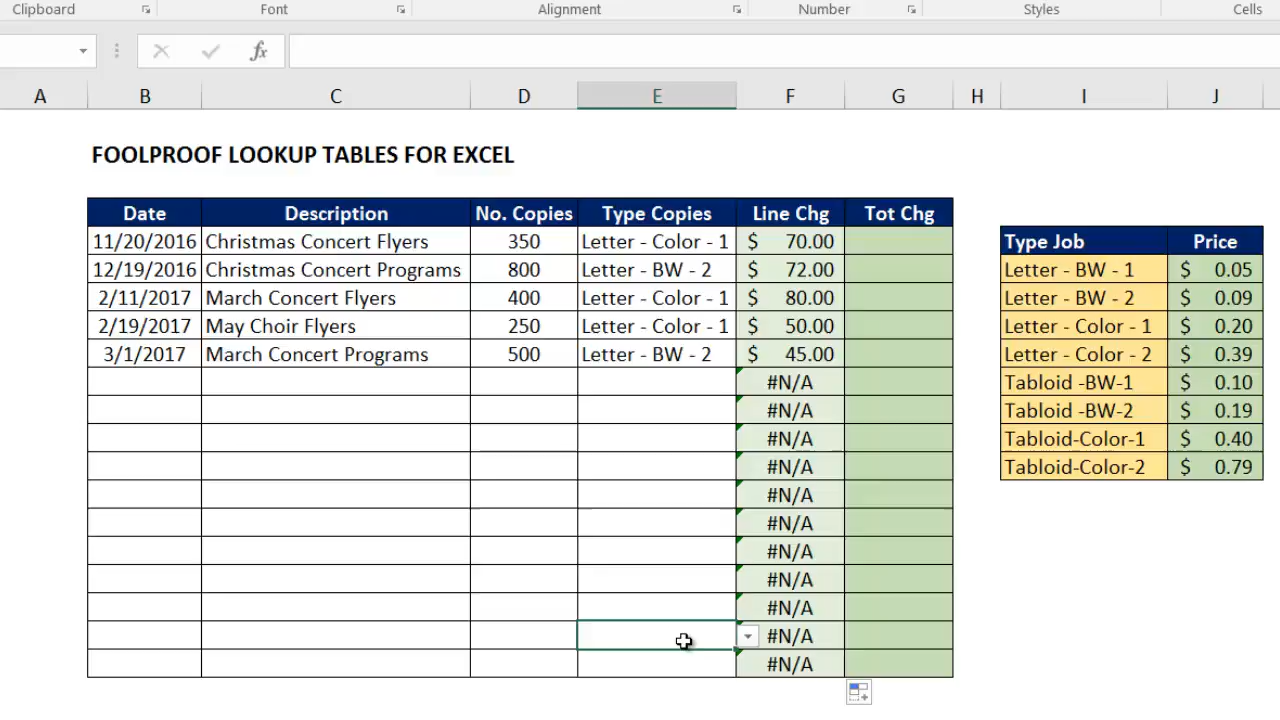 Clipboard Font Alignment Number Styles Cells
fx
A B C D E F G H I J
FOOLPROOF LOOKUP TABLES FOR EXCEL
Date Description No. Copies Type Copies Line Chg Tot Chg
11/20/2016 Christmas Concert Flyers 350 Letter - Color - 1 $ 70.00 Type Job Price
12/19/2016 Christmas Concert Programs 800 Letter - BW - 2 $ 72.00 Letter - BW - 1 $ 0.05
2/11/2017 March Concert Flyers 400 Letter - Color - 1 $ 80.00 Letter - BW - 2 $ 0.09
2/19/2017 May Choir Flyers 250 Letter - Color - 1 $ 50.00 Letter - Color - 1 $ 0.20
3/1/2017 March Concert Programs 500 Letter - BW - 2 $ 45.00 Letter - Color - 2 $ 0.39
#N/A Tabloid -BW-1 $ 0.10
#N/A Tabloid -BW-2 $ 0.19
#N/A Tabloid-Color-1 $ 0.40
#N/A Tabloid-Color-2 $ 0.79
#N/A
#N/A
#N/A
#N/A
#N/A
#N/A
#N/A